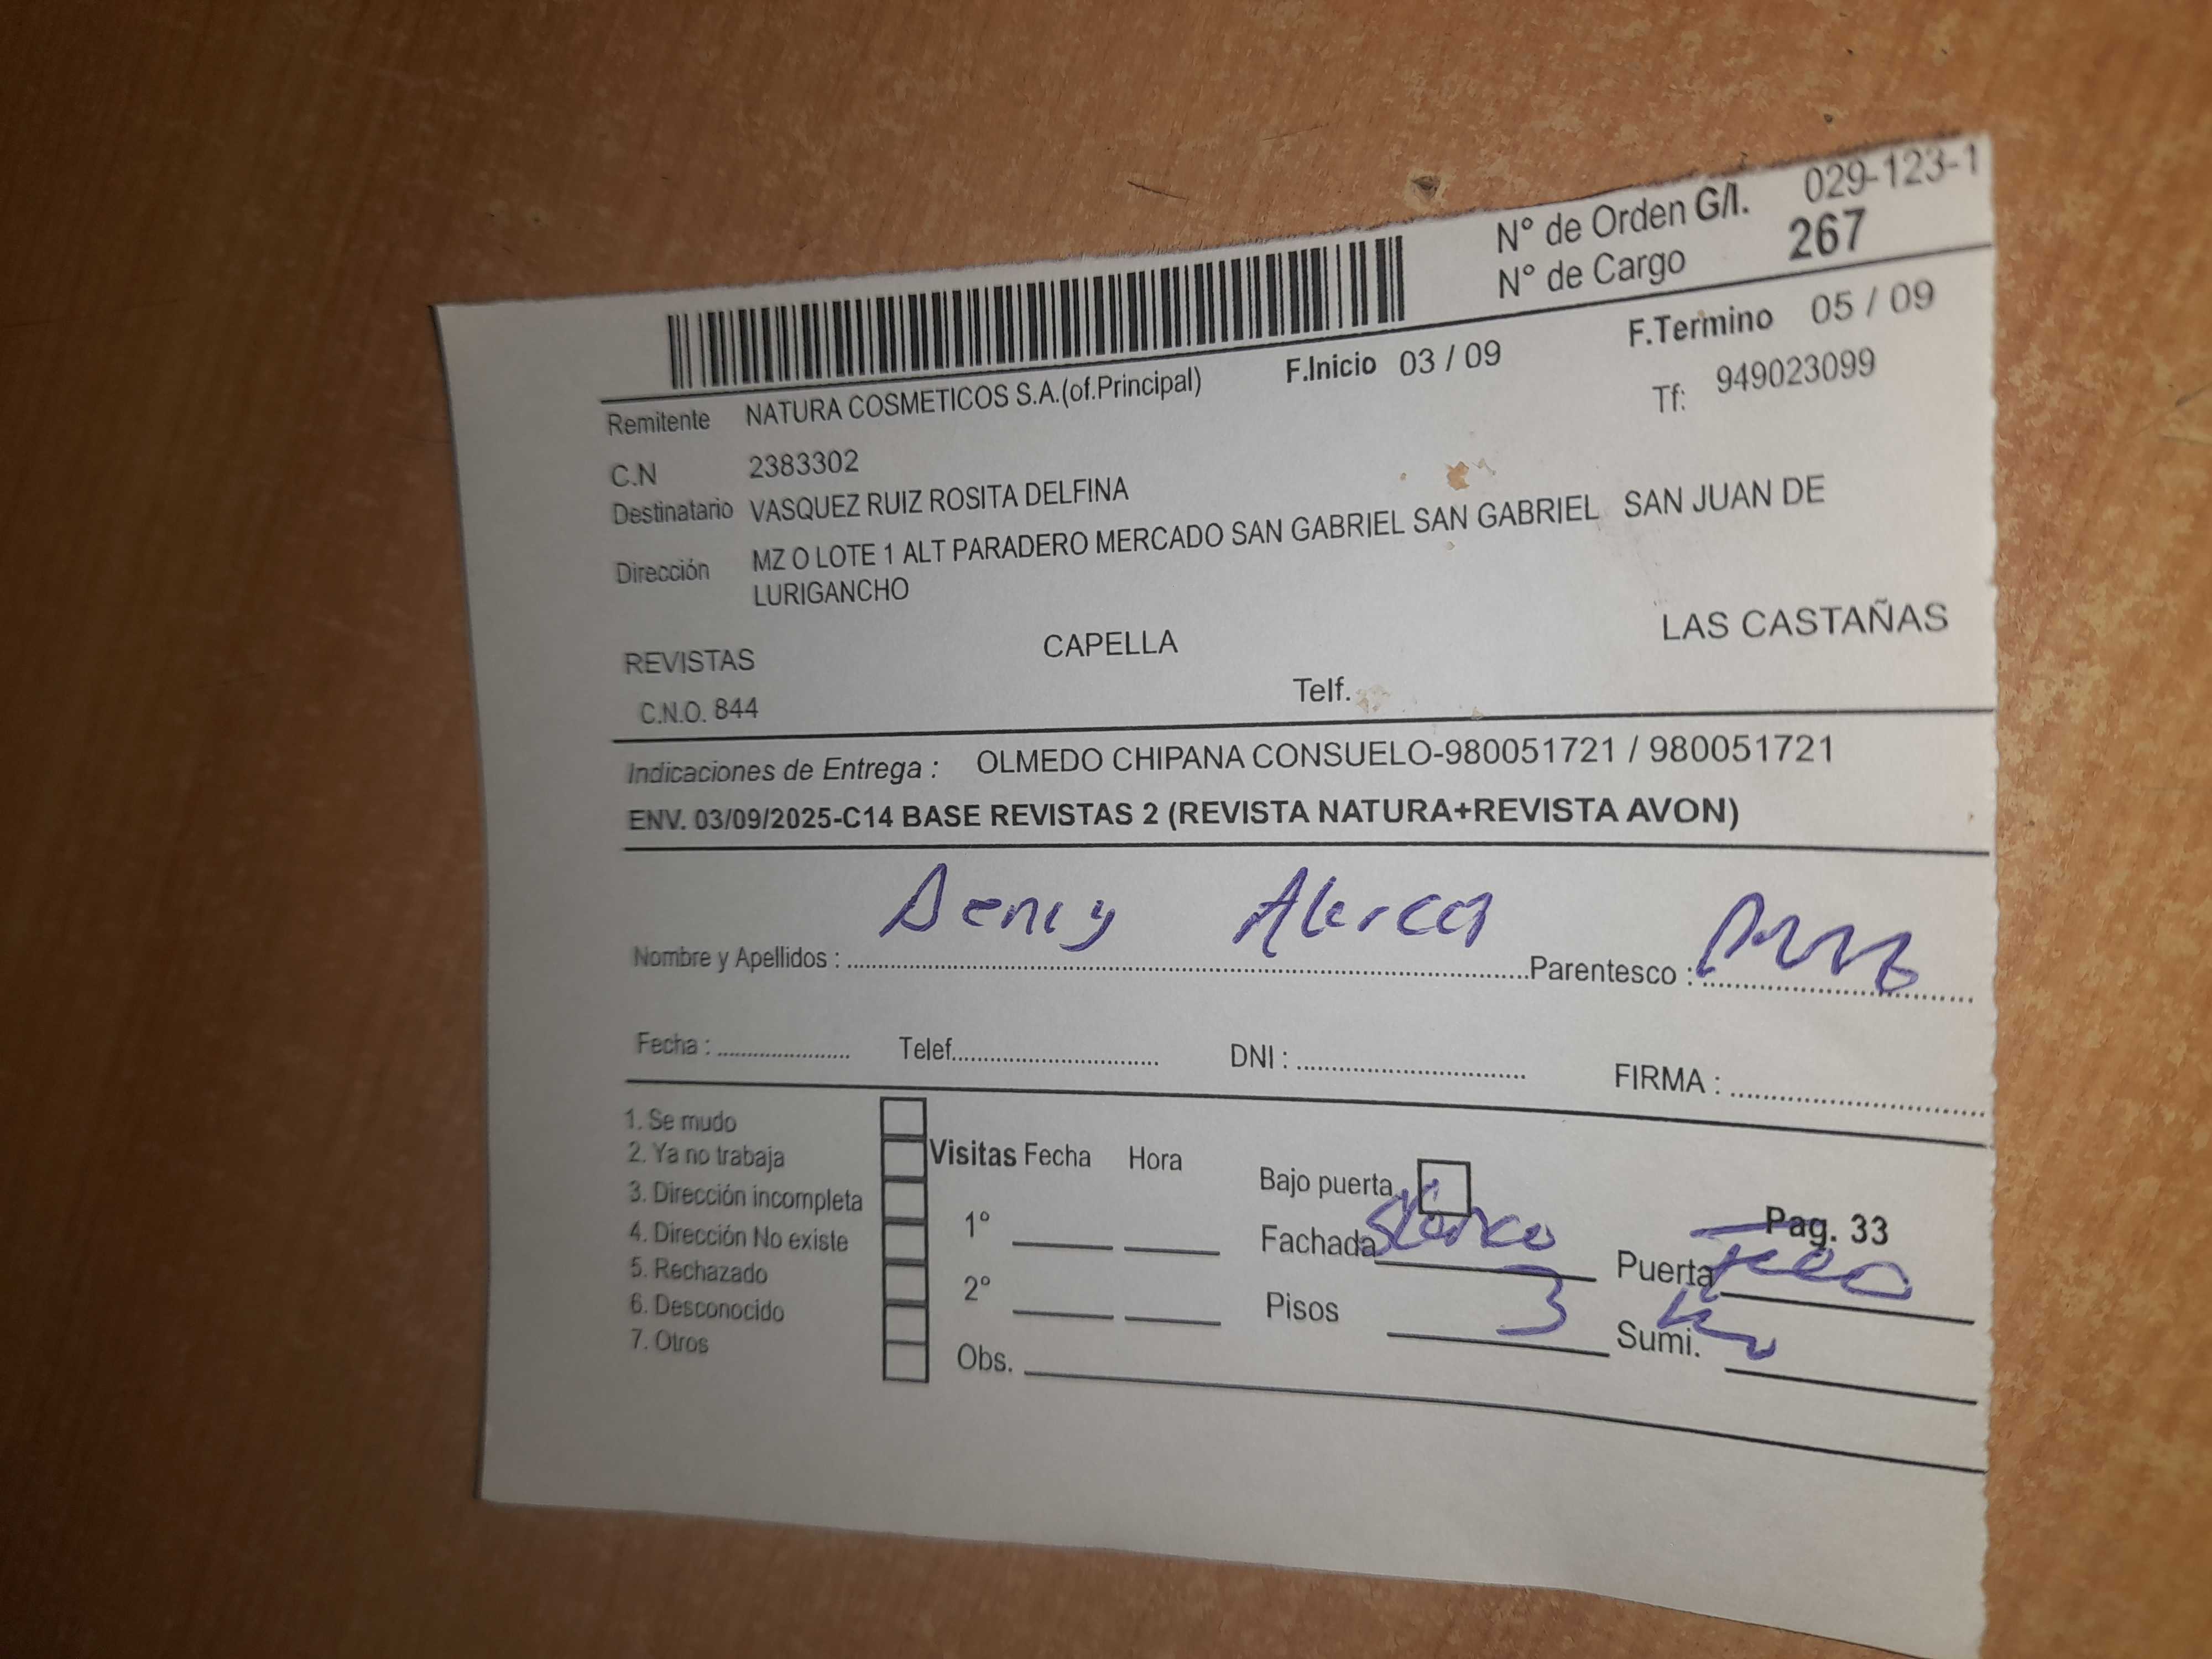 N° de Orden G/I. 029-123-1
N° de Cargo 267
F.Inicio 03 / 09 F.Termino 05 / 09
Remitente NATURA COSMETICOS S.A.(of.Principal) Tf: 949023099
C.N 2383302
Destinatario VASQUEZ RUIZ ROSITA DELFINA
Dirección MZ O LOTE 1 ALT PARADERO MERCADO SAN GABRIEL SAN GABRIEL SAN JUAN DE
LURIGANCHO
REVISTAS CAPELLA LAS CASTAÑAS
C.N.O. 844 Telf.
Indicaciones de Entrega : OLMEDO CHIPANA CONSUELO-980051721 / 980051721
ENV. 03/09/2025-C14 BASE REVISTAS 2 (REVISTA NATURA+REVISTA AVON)
Nombre y Apellidos : Parentesco :
Fecha : Telef. DNI : FIRMA :
1. Se mudo
2. Ya no trabaja
3. Dirección incompleta
4. Dirección No existe
5. Rechazado
6. Desconocido
7. Otros
Visitas Fecha Hora
1°
2°
Obs.
Bajo puerta
Fachada
Pisos 3
Pag. 33
Puerta
Sumi.